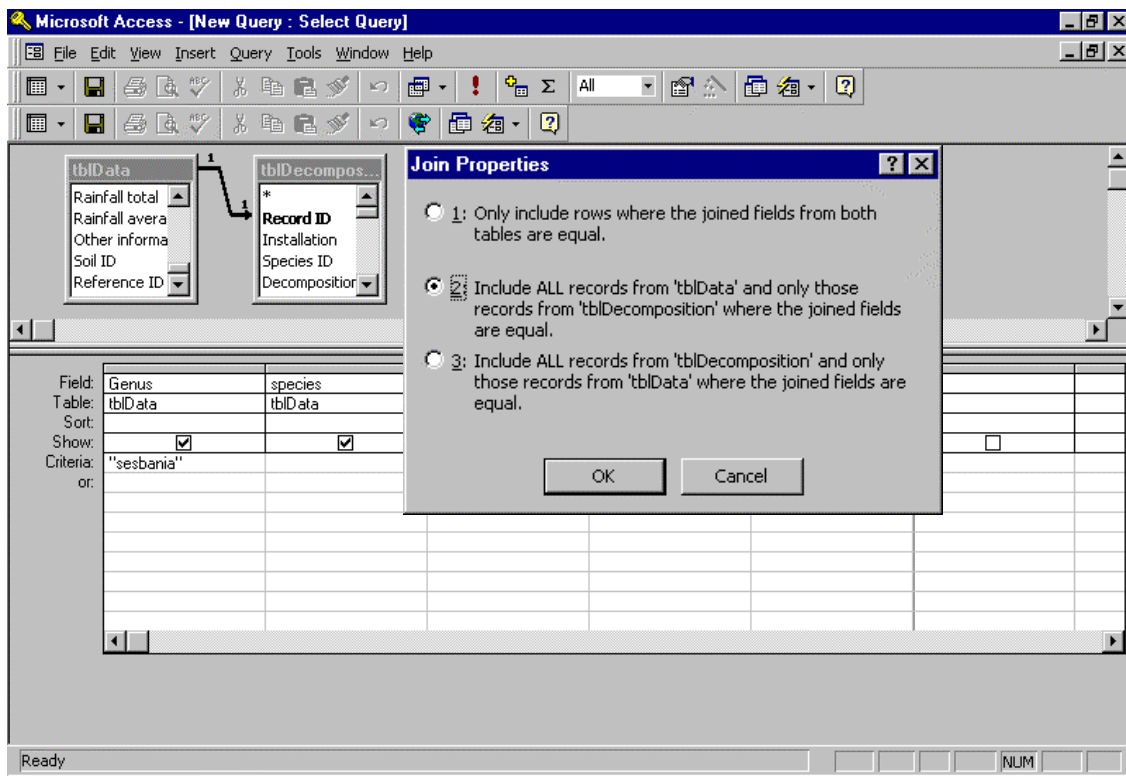 Microsoft Access - [New Query : Select Query]
File Edit View Insert Query Tools Window Help
All
1
tblData
Rainfall total
Rainfall avera
Other informa
Soil ID
Reference ID
1
tblDecompos...
*
Record ID
Installation
Species ID
Decomposition
Join Properties
1: Only include rows where the joined fields from both
tables are equal.
2: Include ALL records from 'tblData' and only those
records from 'tblDecomposition' where the joined fields
are equal.
3: Include ALL records from 'tblDecomposition' and only
those records from 'tblData' where the joined fields are
equal.
OK Cancel
Field: Genus species
Table: tblData tblData
Sort:
Show:
Criteria: "sesbania"
or:
Ready NUM